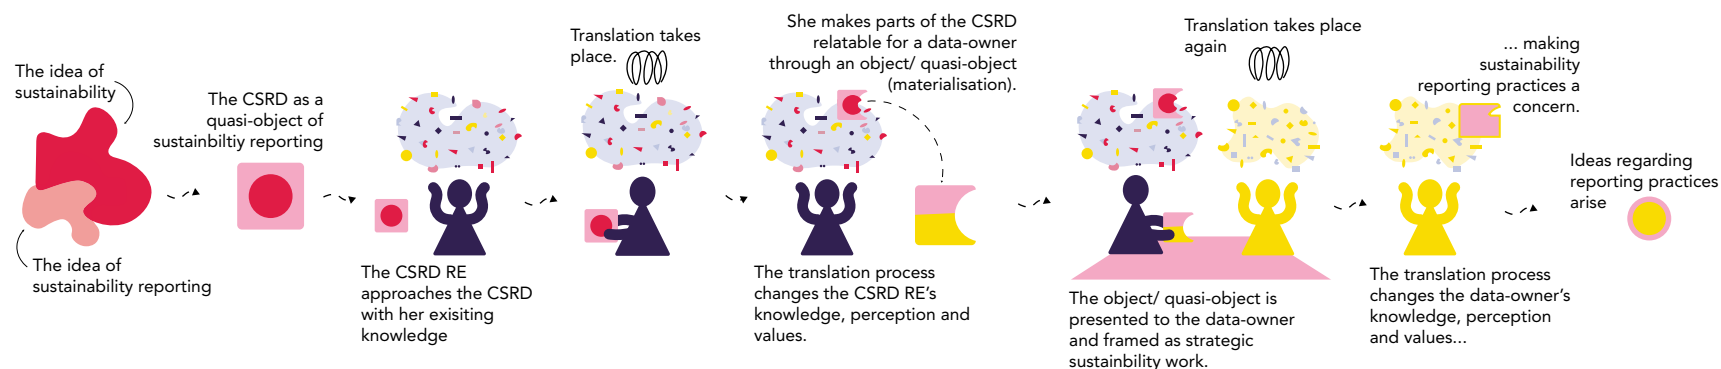 The idea of
sustainability
The idea of
sustainability reporting
The CSRD as a
quasi-object of
sustainbiltiy reporting
The CSRD RE
approaches the CSRD
with her exisiting
knowledge
Translation takes
place.
She makes parts of the CSRD
relatable for a data-owner
through an object/ quasi-object
(materialisation).
The translation process
changes the CSRD RE’s
knowledge, perception and
values.
The object/ quasi-object is
presented to the data-owner
and framed as strategic
sustainbility work.
Translation takes place
again
The translation process
changes the data-owner’s
knowledge, perception
and values...
... making
sustainability
reporting practices a
concern.
Ideas regarding
reporting practices
arise